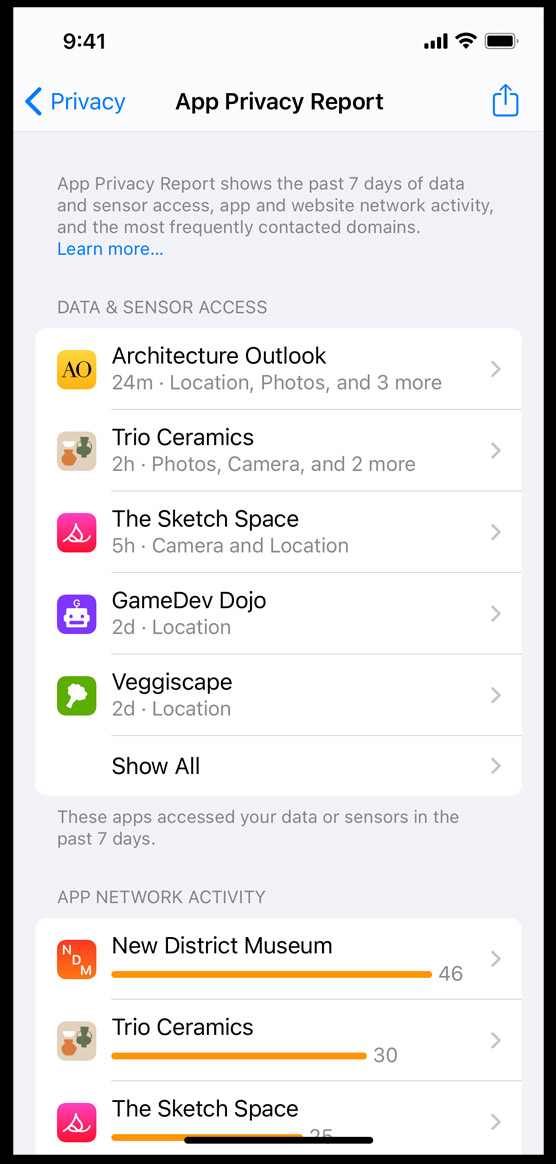 9:41
Privacy
App Privacy Report
App Privacy Report shows the past 7 days of data
and sensor access, app and website network activity,
and the most frequently contacted domains.
Learn more...
DATA & SENSOR ACCESS
AO
Architecture Outlook
24m · Location, Photos, and 3 more
Trio Ceramics
2h · Photos, Camera, and 2 more
The Sketch Space
5h · Camera and Location
G
GameDev Dojo
2d · Location
Veggiscape
2d · Location
Show All
These apps accessed your data or sensors in the
past 7 days.
APP NETWORK ACTIVITY
NDM
New District Museum
46
Trio Ceramics
30
The Sketch Space
25